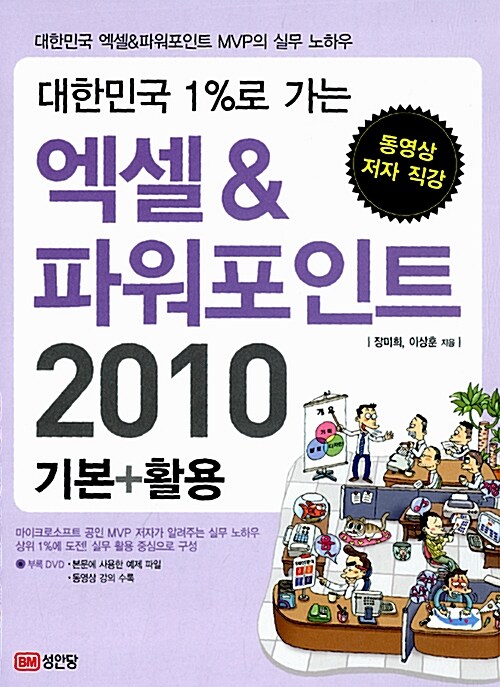 대한민국 엑셀&파워포인트 MVP의 실무 노하우
대한민국 1%로 가는
엑셀 &
파워포인트
2010
기본+활용
동영상
저자 직강
| 장미희, 이상훈 지음 |
마이크로소프트 공인 MVP 저자가 알려주는 실무 노하우
상위 1%에 도전! 실무 활용 중심으로 구성
◉ 부록 DVD • 본문에 사용한 예제 파일
• 동영상 강의 수록
개요
기획
BM 성안당